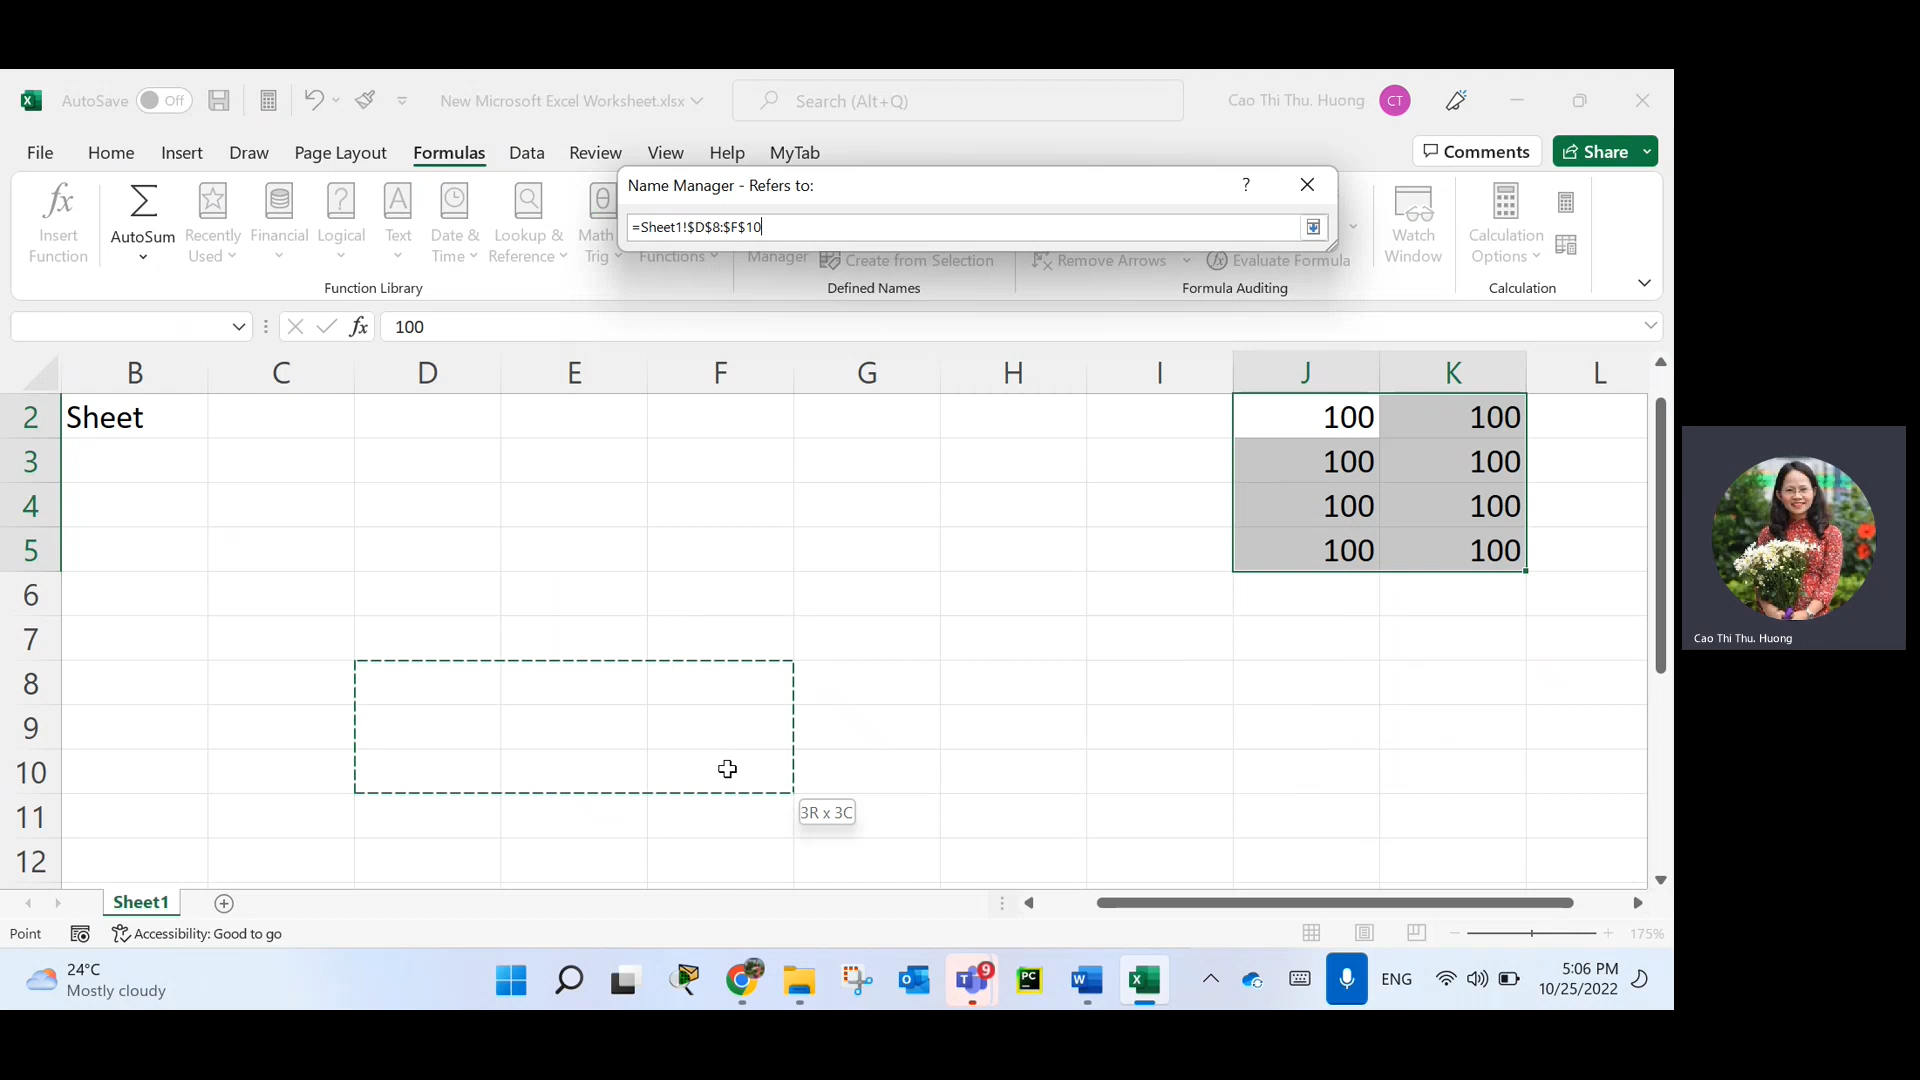 AutoSave Off New Microsoft Excel Worksheet.xlsx Search (Alt+Q) Cao Thi Thu. Huong CT
File Home Insert Draw Page Layout Formulas Data Review View Help MyTab Comments Share
Name Manager - Refers to: ?
=Sheet1!$D$8:$F$10
fx Σ ? A θ
Insert AutoSum Recently Financial Logical Text Date & Lookup & Math Watch Calculation
Function Used Time Reference Trig Functions Manager Create from Selection Remove Arrows Evaluate Formula Window Options
Function Library Defined Names Formula Auditing Calculation
fx 100
B C D E F G H I J K L
2 Sheet 100 100
3 100 100
4 100 100
5 100 100
6
7
8
9
10
11 3R x 3C
12
Cao Thi Thu. Huong
Sheet1
Point Accessibility: Good to go 175%
24°C
Mostly cloudy
T 9 PC W X ENG
5:06 PM
10/25/2022